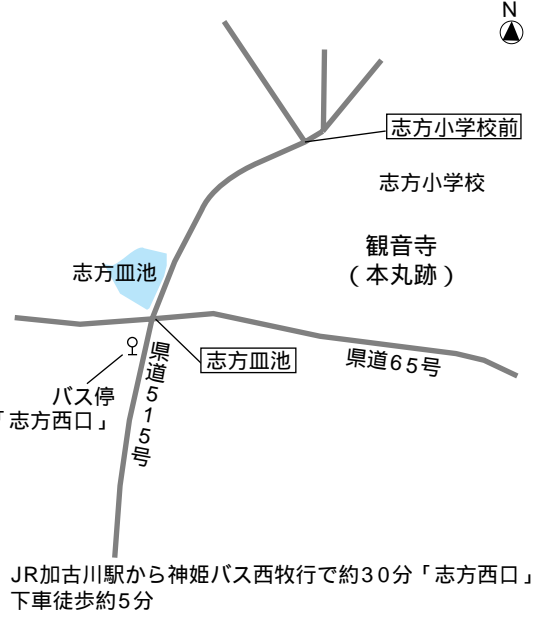 N
志方小学校前
志方小学校
観音寺
（本丸跡）
志方皿池
志方皿池
県道65号
県道515号
バス停
「志方西口」
JR加古川駅から神姫バス西牧行で約30分「志方西口」
下車徒歩約5分